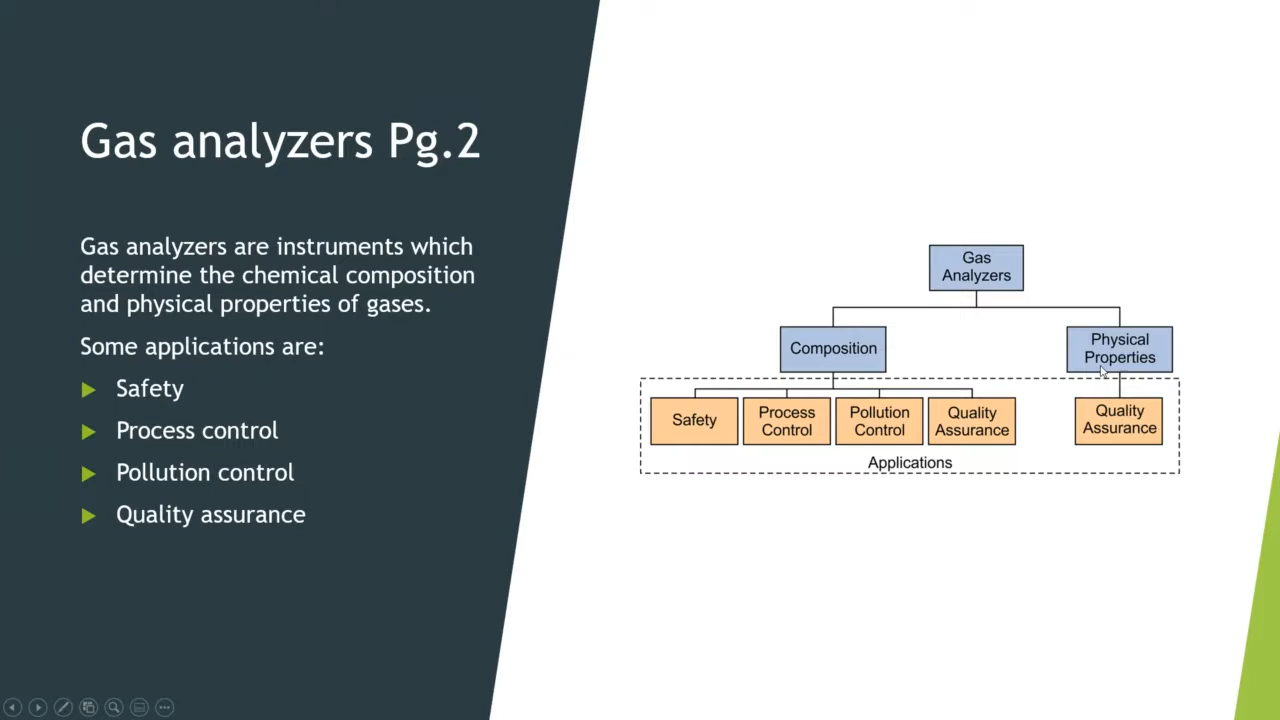 Gas analyzers Pg.2
Gas analyzers are instruments which
determine the chemical composition
and physical properties of gases.
Some applications are:
Safety
Process control
Pollution control
Quality assurance
Gas
Analyzers
Composition
Physical
Properties
Safety
Process
Control
Pollution
Control
Quality
Assurance
Quality
Assurance
Applications